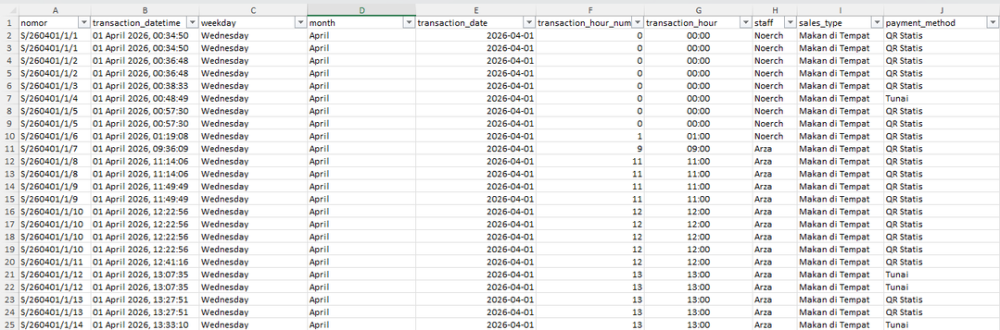 A B C D E F G H I J
1 nomor transaction_datetime weekday month transaction_date transaction_hour_num transaction_hour staff sales_type payment_method
2 S/260401/1/1 01 April 2026, 00:34:50 Wednesday April 2026-04-01 0 00:00 Noerch Makan di Tempat QR Statis
3 S/260401/1/1 01 April 2026, 00:34:50 Wednesday April 2026-04-01 0 00:00 Noerch Makan di Tempat QR Statis
4 S/260401/1/2 01 April 2026, 00:36:48 Wednesday April 2026-04-01 0 00:00 Noerch Makan di Tempat QR Statis
5 S/260401/1/2 01 April 2026, 00:36:48 Wednesday April 2026-04-01 0 00:00 Noerch Makan di Tempat QR Statis
6 S/260401/1/3 01 April 2026, 00:38:33 Wednesday April 2026-04-01 0 00:00 Noerch Makan di Tempat QR Statis
7 S/260401/1/4 01 April 2026, 00:48:49 Wednesday April 2026-04-01 0 00:00 Noerch Makan di Tempat Tunai
8 S/260401/1/5 01 April 2026, 00:57:30 Wednesday April 2026-04-01 0 00:00 Noerch Makan di Tempat QR Statis
9 S/260401/1/5 01 April 2026, 00:57:30 Wednesday April 2026-04-01 0 00:00 Noerch Makan di Tempat QR Statis
10 S/260401/1/6 01 April 2026, 01:19:08 Wednesday April 2026-04-01 1 01:00 Noerch Makan di Tempat QR Statis
11 S/260401/1/7 01 April 2026, 09:36:09 Wednesday April 2026-04-01 9 09:00 Arza Makan di Tempat QR Statis
12 S/260401/1/8 01 April 2026, 11:14:06 Wednesday April 2026-04-01 11 11:00 Arza Makan di Tempat QR Statis
13 S/260401/1/8 01 April 2026, 11:14:06 Wednesday April 2026-04-01 11 11:00 Arza Makan di Tempat QR Statis
14 S/260401/1/9 01 April 2026, 11:49:49 Wednesday April 2026-04-01 11 11:00 Arza Makan di Tempat QR Statis
15 S/260401/1/9 01 April 2026, 11:49:49 Wednesday April 2026-04-01 11 11:00 Arza Makan di Tempat QR Statis
16 S/260401/1/10 01 April 2026, 12:22:56 Wednesday April 2026-04-01 12 12:00 Arza Makan di Tempat QR Statis
17 S/260401/1/10 01 April 2026, 12:22:56 Wednesday April 2026-04-01 12 12:00 Arza Makan di Tempat QR Statis
18 S/260401/1/10 01 April 2026, 12:22:56 Wednesday April 2026-04-01 12 12:00 Arza Makan di Tempat QR Statis
19 S/260401/1/10 01 April 2026, 12:22:56 Wednesday April 2026-04-01 12 12:00 Arza Makan di Tempat QR Statis
20 S/260401/1/11 01 April 2026, 12:41:16 Wednesday April 2026-04-01 12 12:00 Arza Makan di Tempat QR Statis
21 S/260401/1/12 01 April 2026, 13:07:35 Wednesday April 2026-04-01 13 13:00 Arza Makan di Tempat Tunai
22 S/260401/1/12 01 April 2026, 13:07:35 Wednesday April 2026-04-01 13 13:00 Arza Makan di Tempat Tunai
23 S/260401/1/13 01 April 2026, 13:27:51 Wednesday April 2026-04-01 13 13:00 Arza Makan di Tempat QR Statis
24 S/260401/1/13 01 April 2026, 13:27:51 Wednesday April 2026-04-01 13 13:00 Arza Makan di Tempat QR Statis
25 S/260401/1/14 01 April 2026, 13:33:10 Wednesday April 2026-04-01 13 13:00 Arza Makan di Tempat Tunai